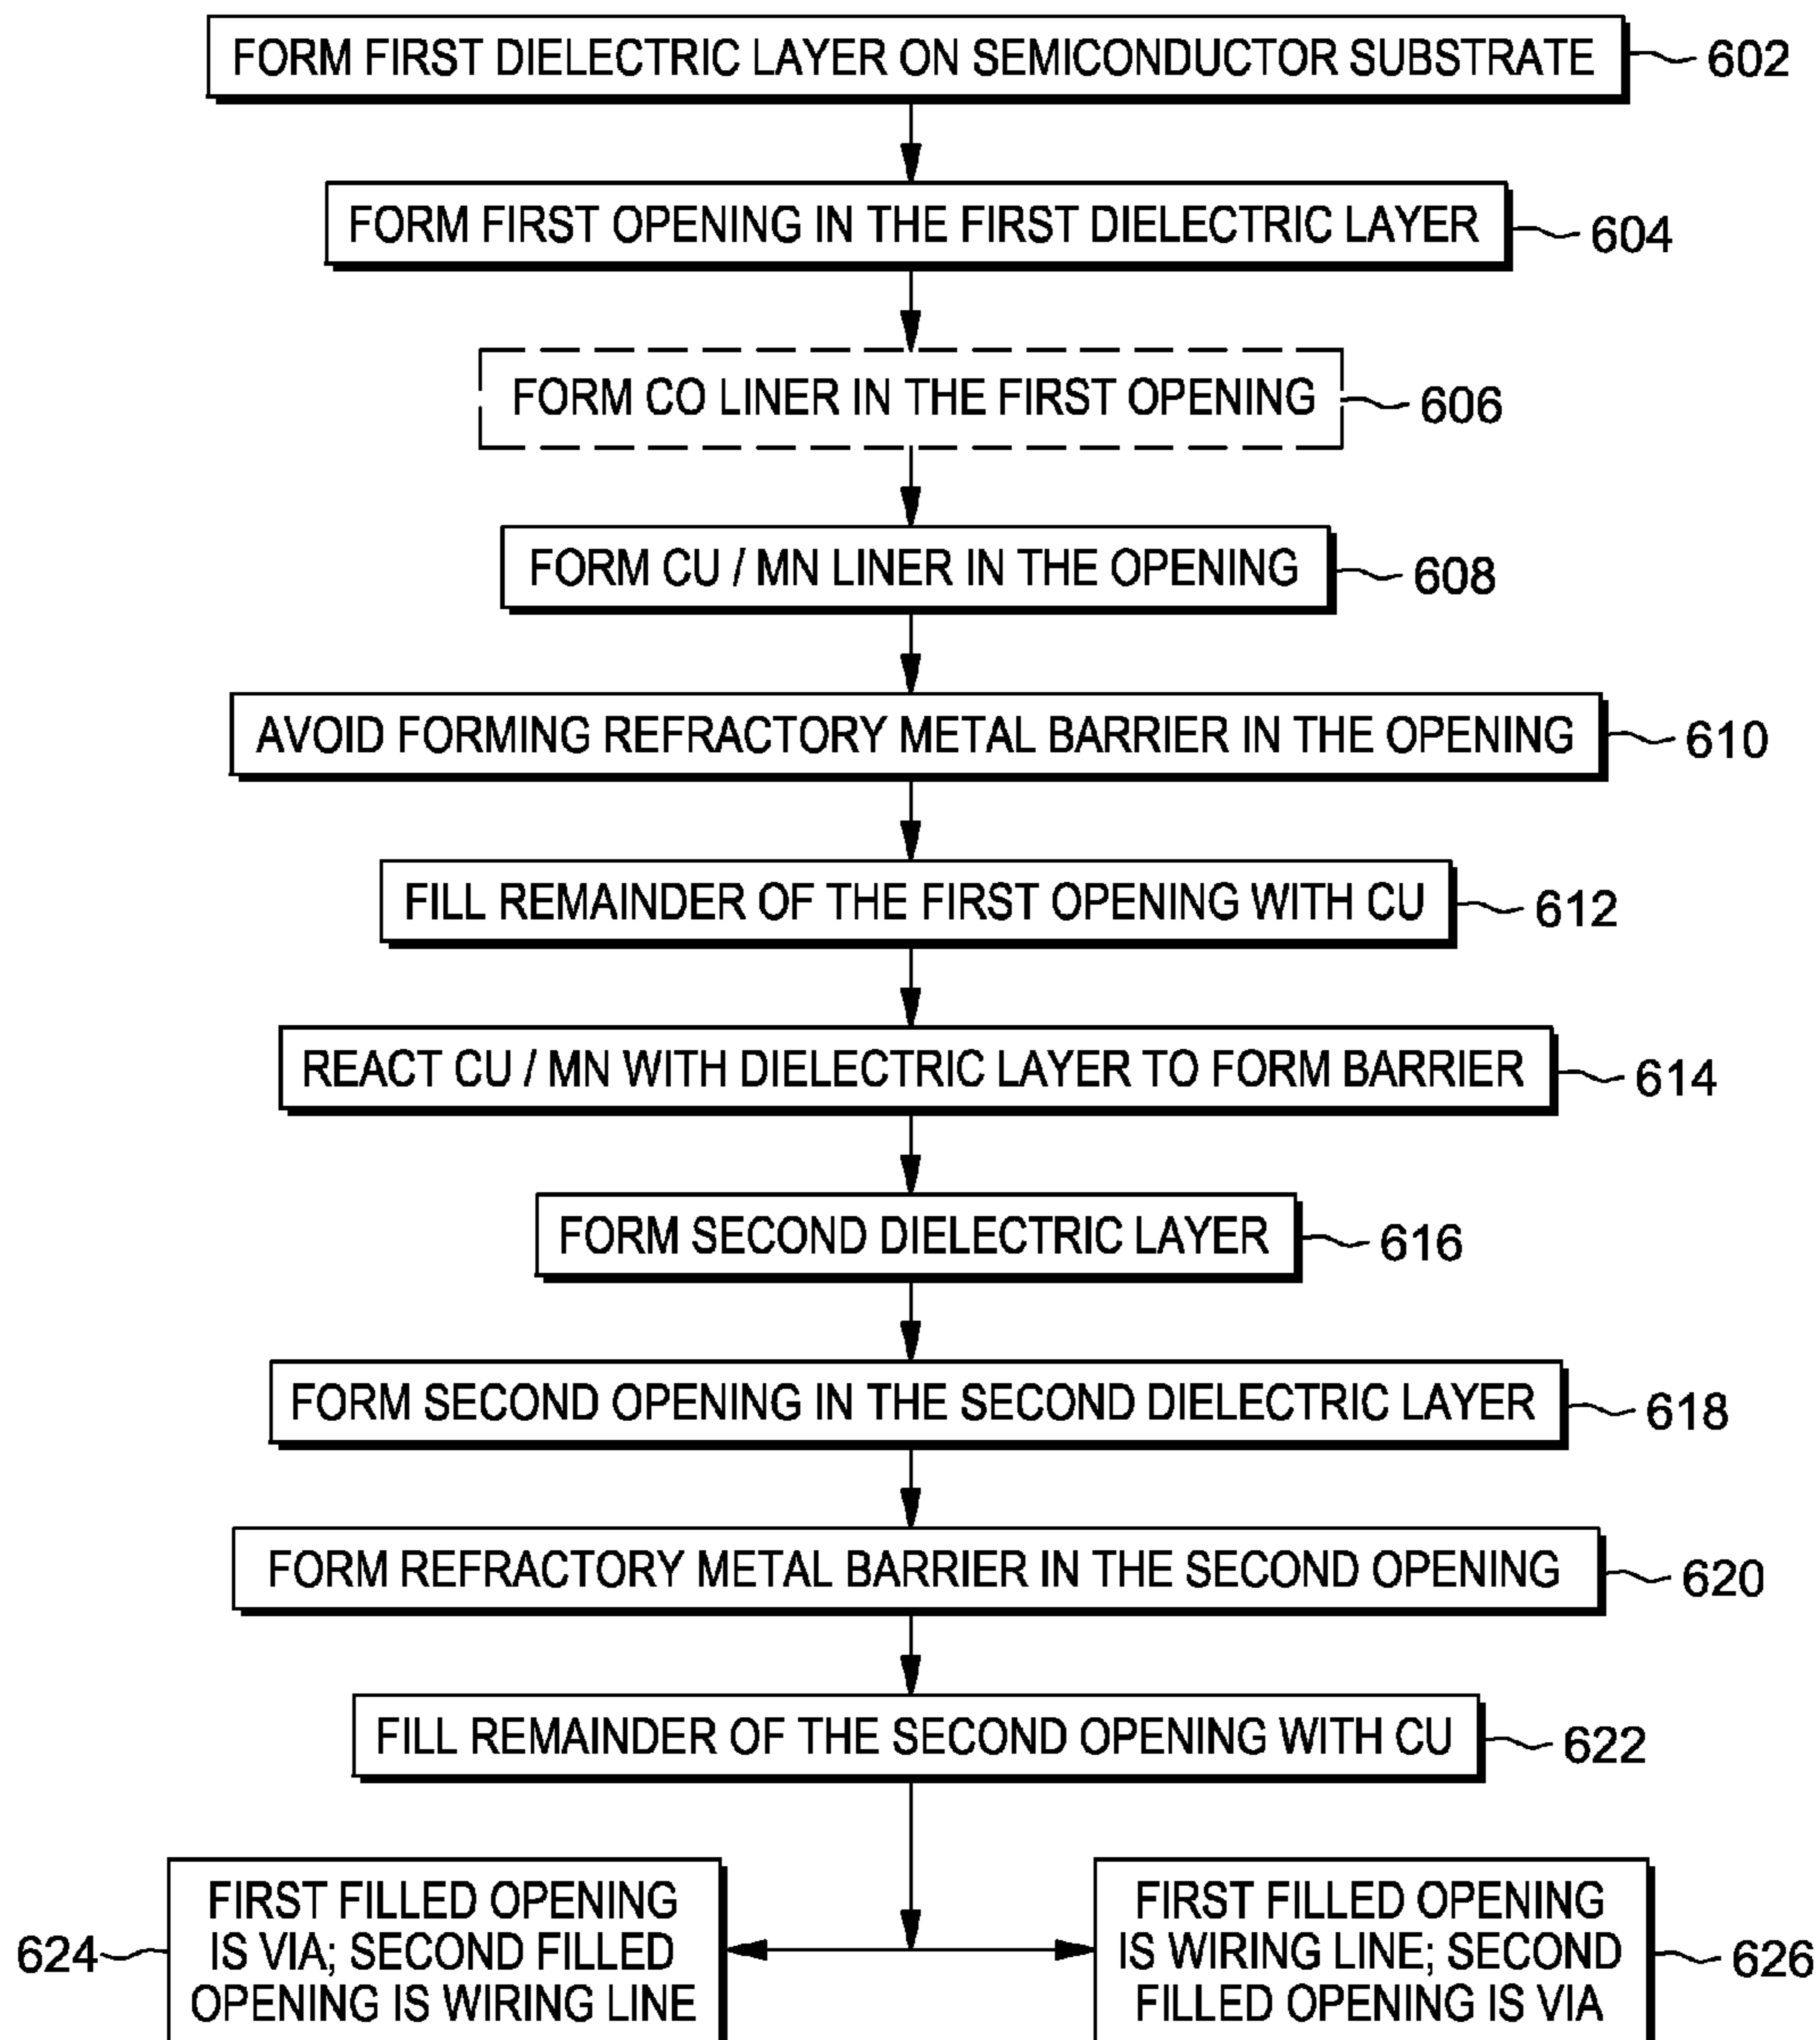 FORM FIRST DIELECTRIC LAYER ON SEMICONDUCTOR SUBSTRATE
602
FORM FIRST OPENING IN THE FIRST DIELECTRIC LAYER
604
FORM CO LINER IN THE FIRST OPENING
606
FORM CU / MN LINER IN THE OPENING
608
AVOID FORMING REFRACTORY METAL BARRIER IN THE OPENING
610
FILL REMAINDER OF THE FIRST OPENING WITH CU
612
REACT CU / MN WITH DIELECTRIC LAYER TO FORM BARRIER
614
FORM SECOND DIELECTRIC LAYER
616
FORM SECOND OPENING IN THE SECOND DIELECTRIC LAYER
618
FORM REFRACTORY METAL BARRIER IN THE SECOND OPENING
620
FILL REMAINDER OF THE SECOND OPENING WITH CU
622
624
FIRST FILLED OPENING
IS VIA; SECOND FILLED
OPENING IS WIRING LINE
FIRST FILLED OPENING
IS WIRING LINE; SECOND
FILLED OPENING IS VIA
626